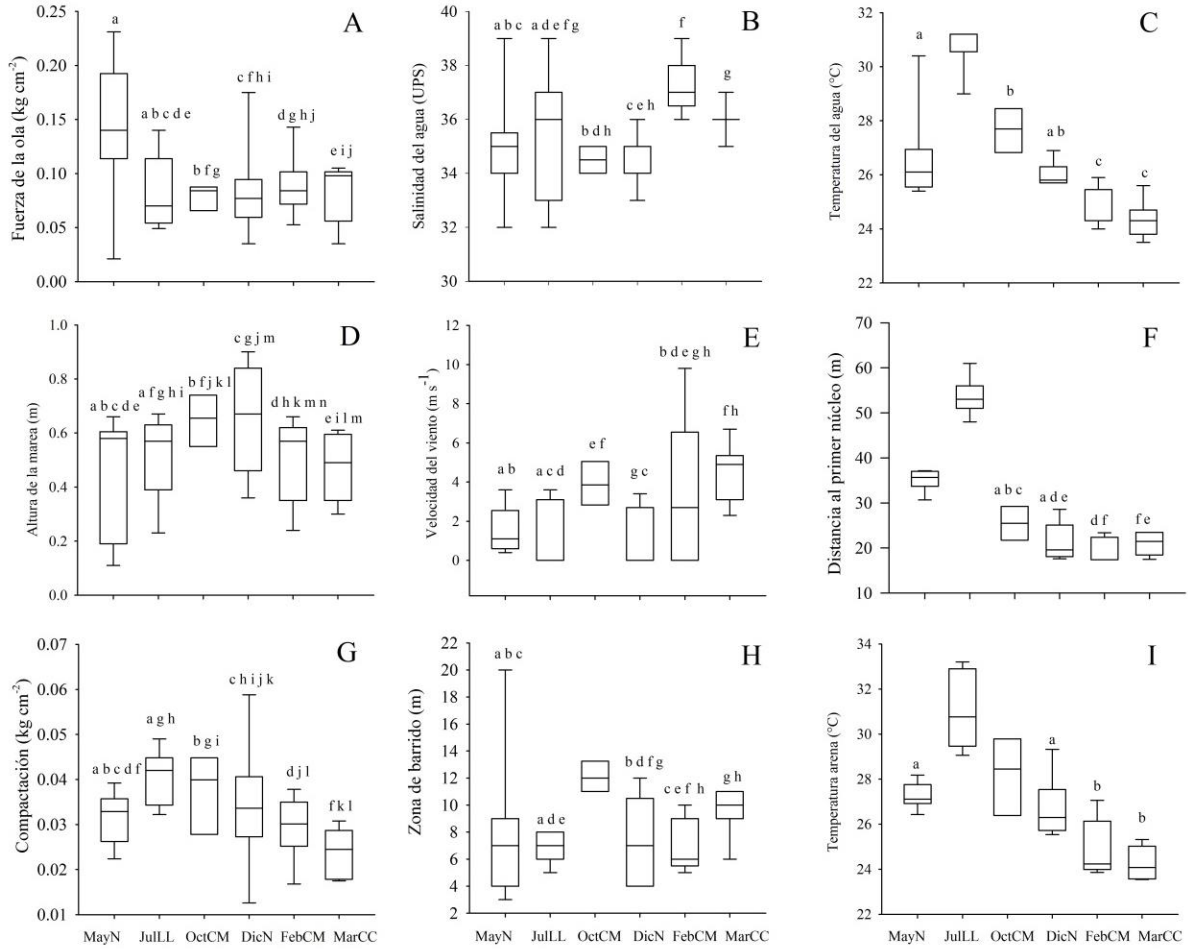 A
Fuerza de la ola (kg cm-2)
0.25
0.20
0.15
0.10
0.05
0.00
a
a b c d e
b f g
c f h i
d g h j
e i j
B
Salinidad del agua (UPS)
40
38
36
34
32
30
a b c
a d e f g
b d h
c e h
f
g
C
Temperatura del agua (°C)
32
30
28
26
24
22
a
b
a b
c
c
D
Altura de la marea (m)
1.0
0.8
0.6
0.4
0.2
0.0
a b c d e
a f g h i
b f j k l
c g j m
d h k m n
e i l m
E
Velocidad del viento (m s-1)
12
10
8
6
4
2
0
a b
a c d
e f
g c
b d e g h
f h
F
Distancia al primer núcleo (m)
70
60
50
40
30
20
10
a b c
a d e
d f
f e
G
Compactación (kg cm-2)
0.07
0.06
0.05
0.04
0.03
0.02
0.01
a b c d f
a g h
b g i
c h i j k
d j l
f k l
MayN JulLL OctCM DicN FebCM MarCC
H
Zona de barrido (m)
22
20
18
16
14
12
10
8
6
4
2
a b c
a d e
b d f g
c e f h
g h
MayN JulLL OctCM DicN FebCM MarCC
I
Temperatura arena (°C)
34
32
30
28
26
24
22
a
a
b
b
MayN JulLL OctCM DicN FebCM MarCC